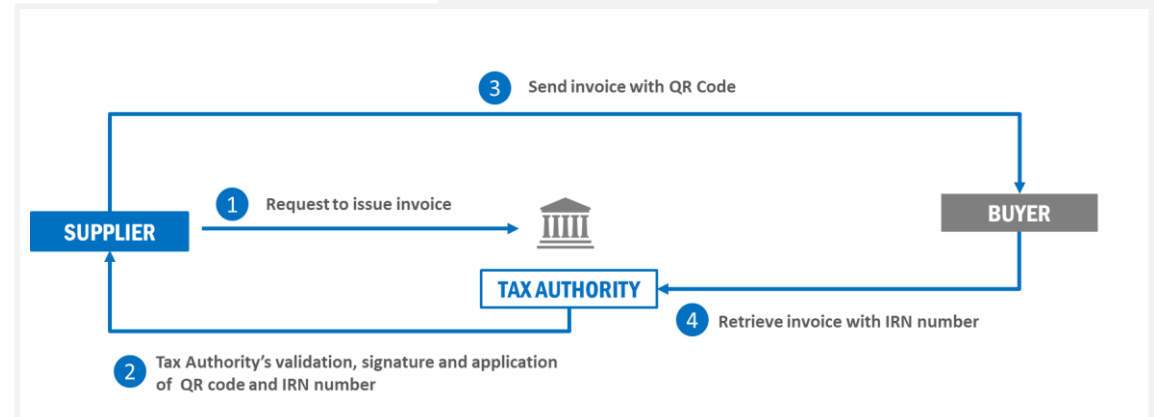 3 Send invoice with QR Code
1 Request to issue invoice
SUPPLIER
BUYER
TAX AUTHORITY
4 Retrieve invoice with IRN number
2 Tax Authority's validation, signature and application
of QR code and IRN number